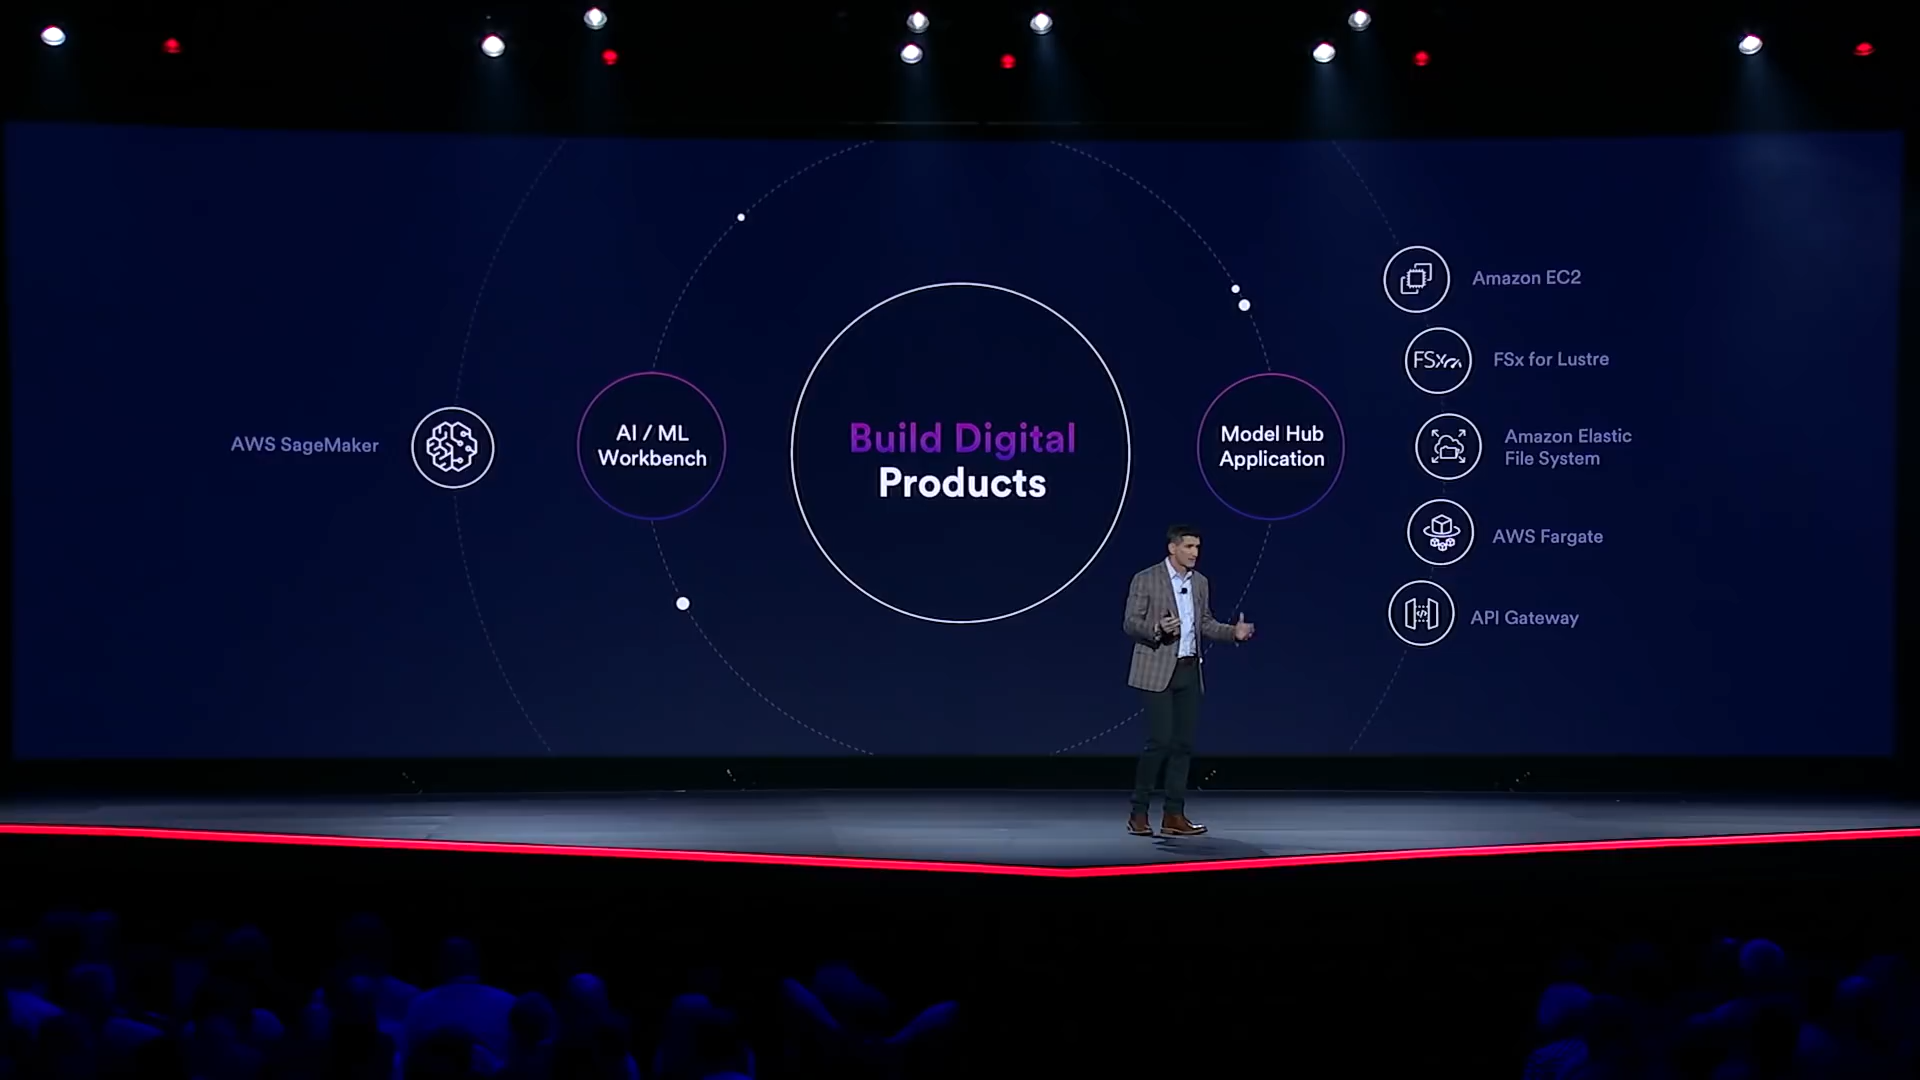 AWS SageMaker
AI / ML
Workbench
Build Digital
Products
Model Hub
Application
Amazon EC2
FSx
FSx for Lustre
Amazon Elastic
File System
AWS Fargate
</>
API Gateway